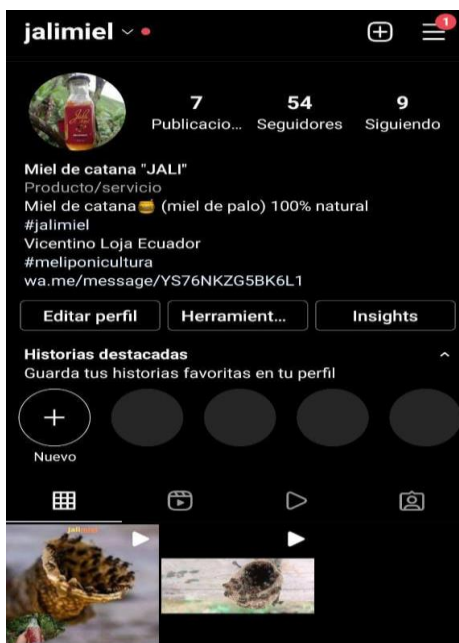 jalimiel
1
7 54 9
Publicacio... Seguidores Siguiendo
Jali
Miel de catana "JALI"
Producto/servicio
Miel de catana🍯 (miel de palo) 100% natural
#jalimiel
Vicentino Loja Ecuador
#meliponicultura
wa.me/message/YS76NKZG5BK6L1
Editar perfil Herramient... Insights
Historias destacadas
Guarda tus historias favoritas en tu perfil
Nuevo